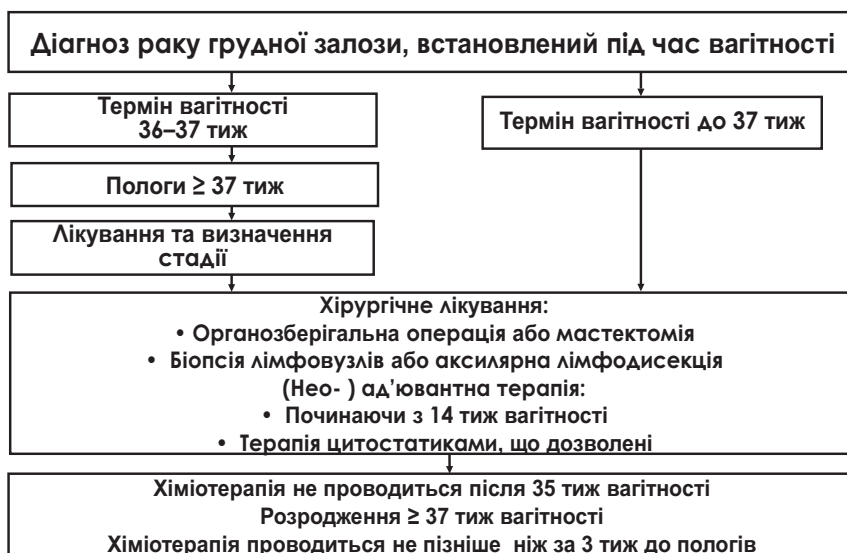 Діагноз раку грудної залози, встановлений під час вагітності
Термін вагітності
36–37 тиж
Термін вагітності до 37 тиж
Пологи ≥ 37 тиж
Лікування та визначення
стадії
Хірургічне лікування:
• Органозберігальна операція або мастектомія
• Біопсія лімфовузлів або аксилярна лімфодисекція
(Нео- ) ад’ювантна терапія:
• Починаючи з 14 тиж вагітності
• Терапія цитостатиками, що дозволені
Хіміотерапія не проводиться після 35 тиж вагітності
Розродження ≥ 37 тиж вагітності
Хіміотерапія проводиться не пізніше ніж за 3 тиж до пологів